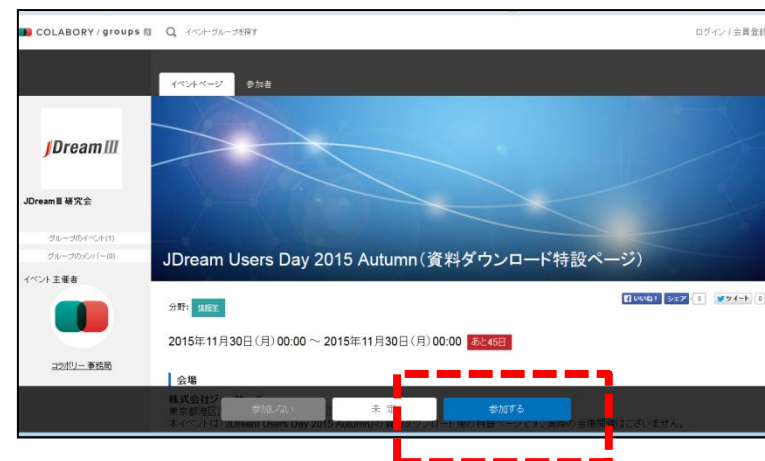 COLABORY / groups β
イベント・グループを探す
ログイン / 会員登録
イベントページ
参加者
JDream III
JDreamⅢ 研究会
グループのイベント(1)
グループのメンバー(0)
イベント主催者
コラボリー 事務局
JDream Users Day 2015 Autumn（資料ダウンロード特設ページ）
分野:
いいね!
シェア
0
ツイート
0
2015年11月30日（月）00:00 ～ 2015年11月30日（月）00:00
あと45日
会場
株式会社ジ
東京都港区
参加しない
未 定
参加する
本イベントは「JDream Users Day 2015 Autumn」の資料ダウンロード用の特設ページです。実際の会場開催はございません。